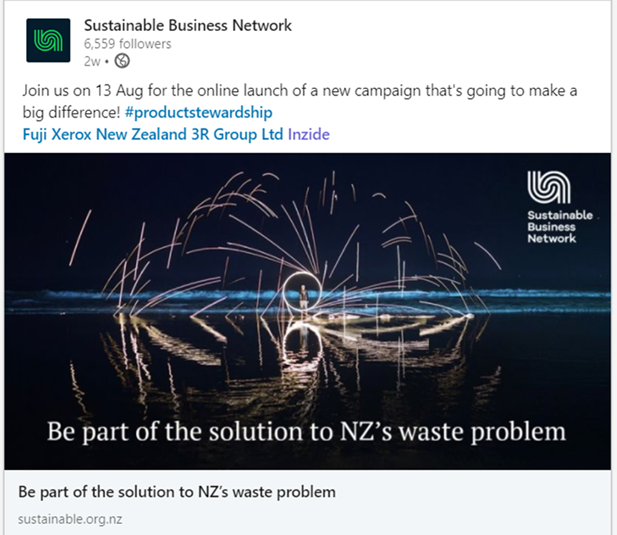 Sustainable Business Network
6,559 followers
2w •
Join us on 13 Aug for the online launch of a new campaign that's going to make a
big difference! #productstewardship
Fuji Xerox New Zealand 3R Group Ltd Inzide
Sustainable
Business
Network
Be part of the solution to NZ’s waste problem
Be part of the solution to NZ’s waste problem
sustainable.org.nz